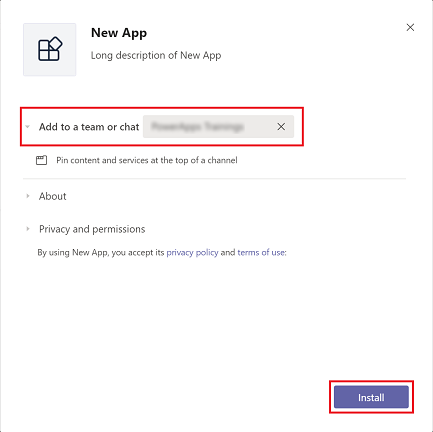 New App
Long description of New App
Add to a team or chat
Pin content and services at the top of a channel
About
Privacy and permissions
By using New App, you accept its privacy policy and terms of use:
Install